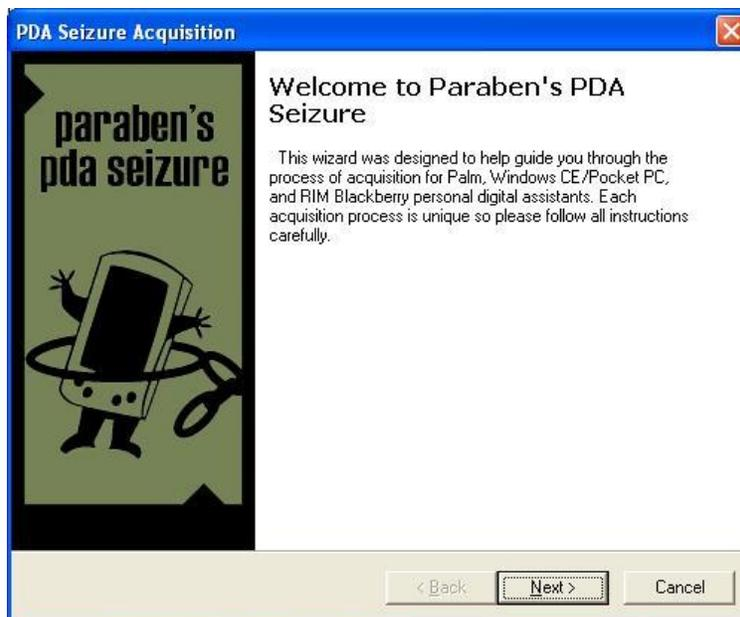 PDA Seizure Acquisition
paraben's
pda seizure
Welcome to Paraben's PDA
Seizure
This wizard was designed to help guide you through the
process of acquisition for Palm, Windows CE/Pocket PC,
and RIM Blackberry personal digital assistants. Each
acquisition process is unique so please follow all instructions
carefully.
< Back
Next >
Cancel